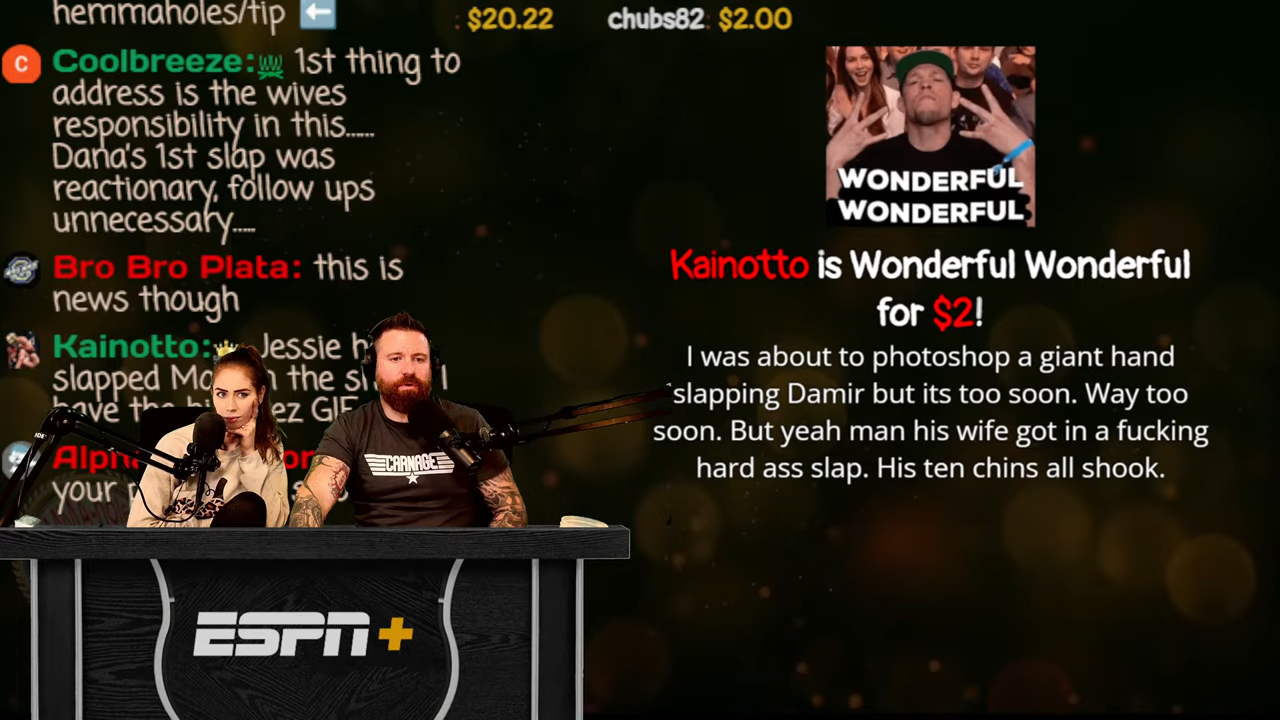 hemmaholes/tip
: $20.22 chubs82: $2.00
Coolbreeze: 1st thing to
address is the wives
responsibility in this......
Dana's 1st slap was
reactionary, follow ups
unnecessary.....
Bro Bro Plata: this is
news though
Kainotto: Jessie
slapped the
have the GIF
your
WONDERFUL
WONDERFUL
Kainotto is Wonderful Wonderful
for $2!
I was about to photoshop a giant hand
slapping Damir but its too soon. Way too
soon. But yeah man his wife got in a fucking
hard ass slap. His ten chins all shook.
C
CARNAGE
ESPN+